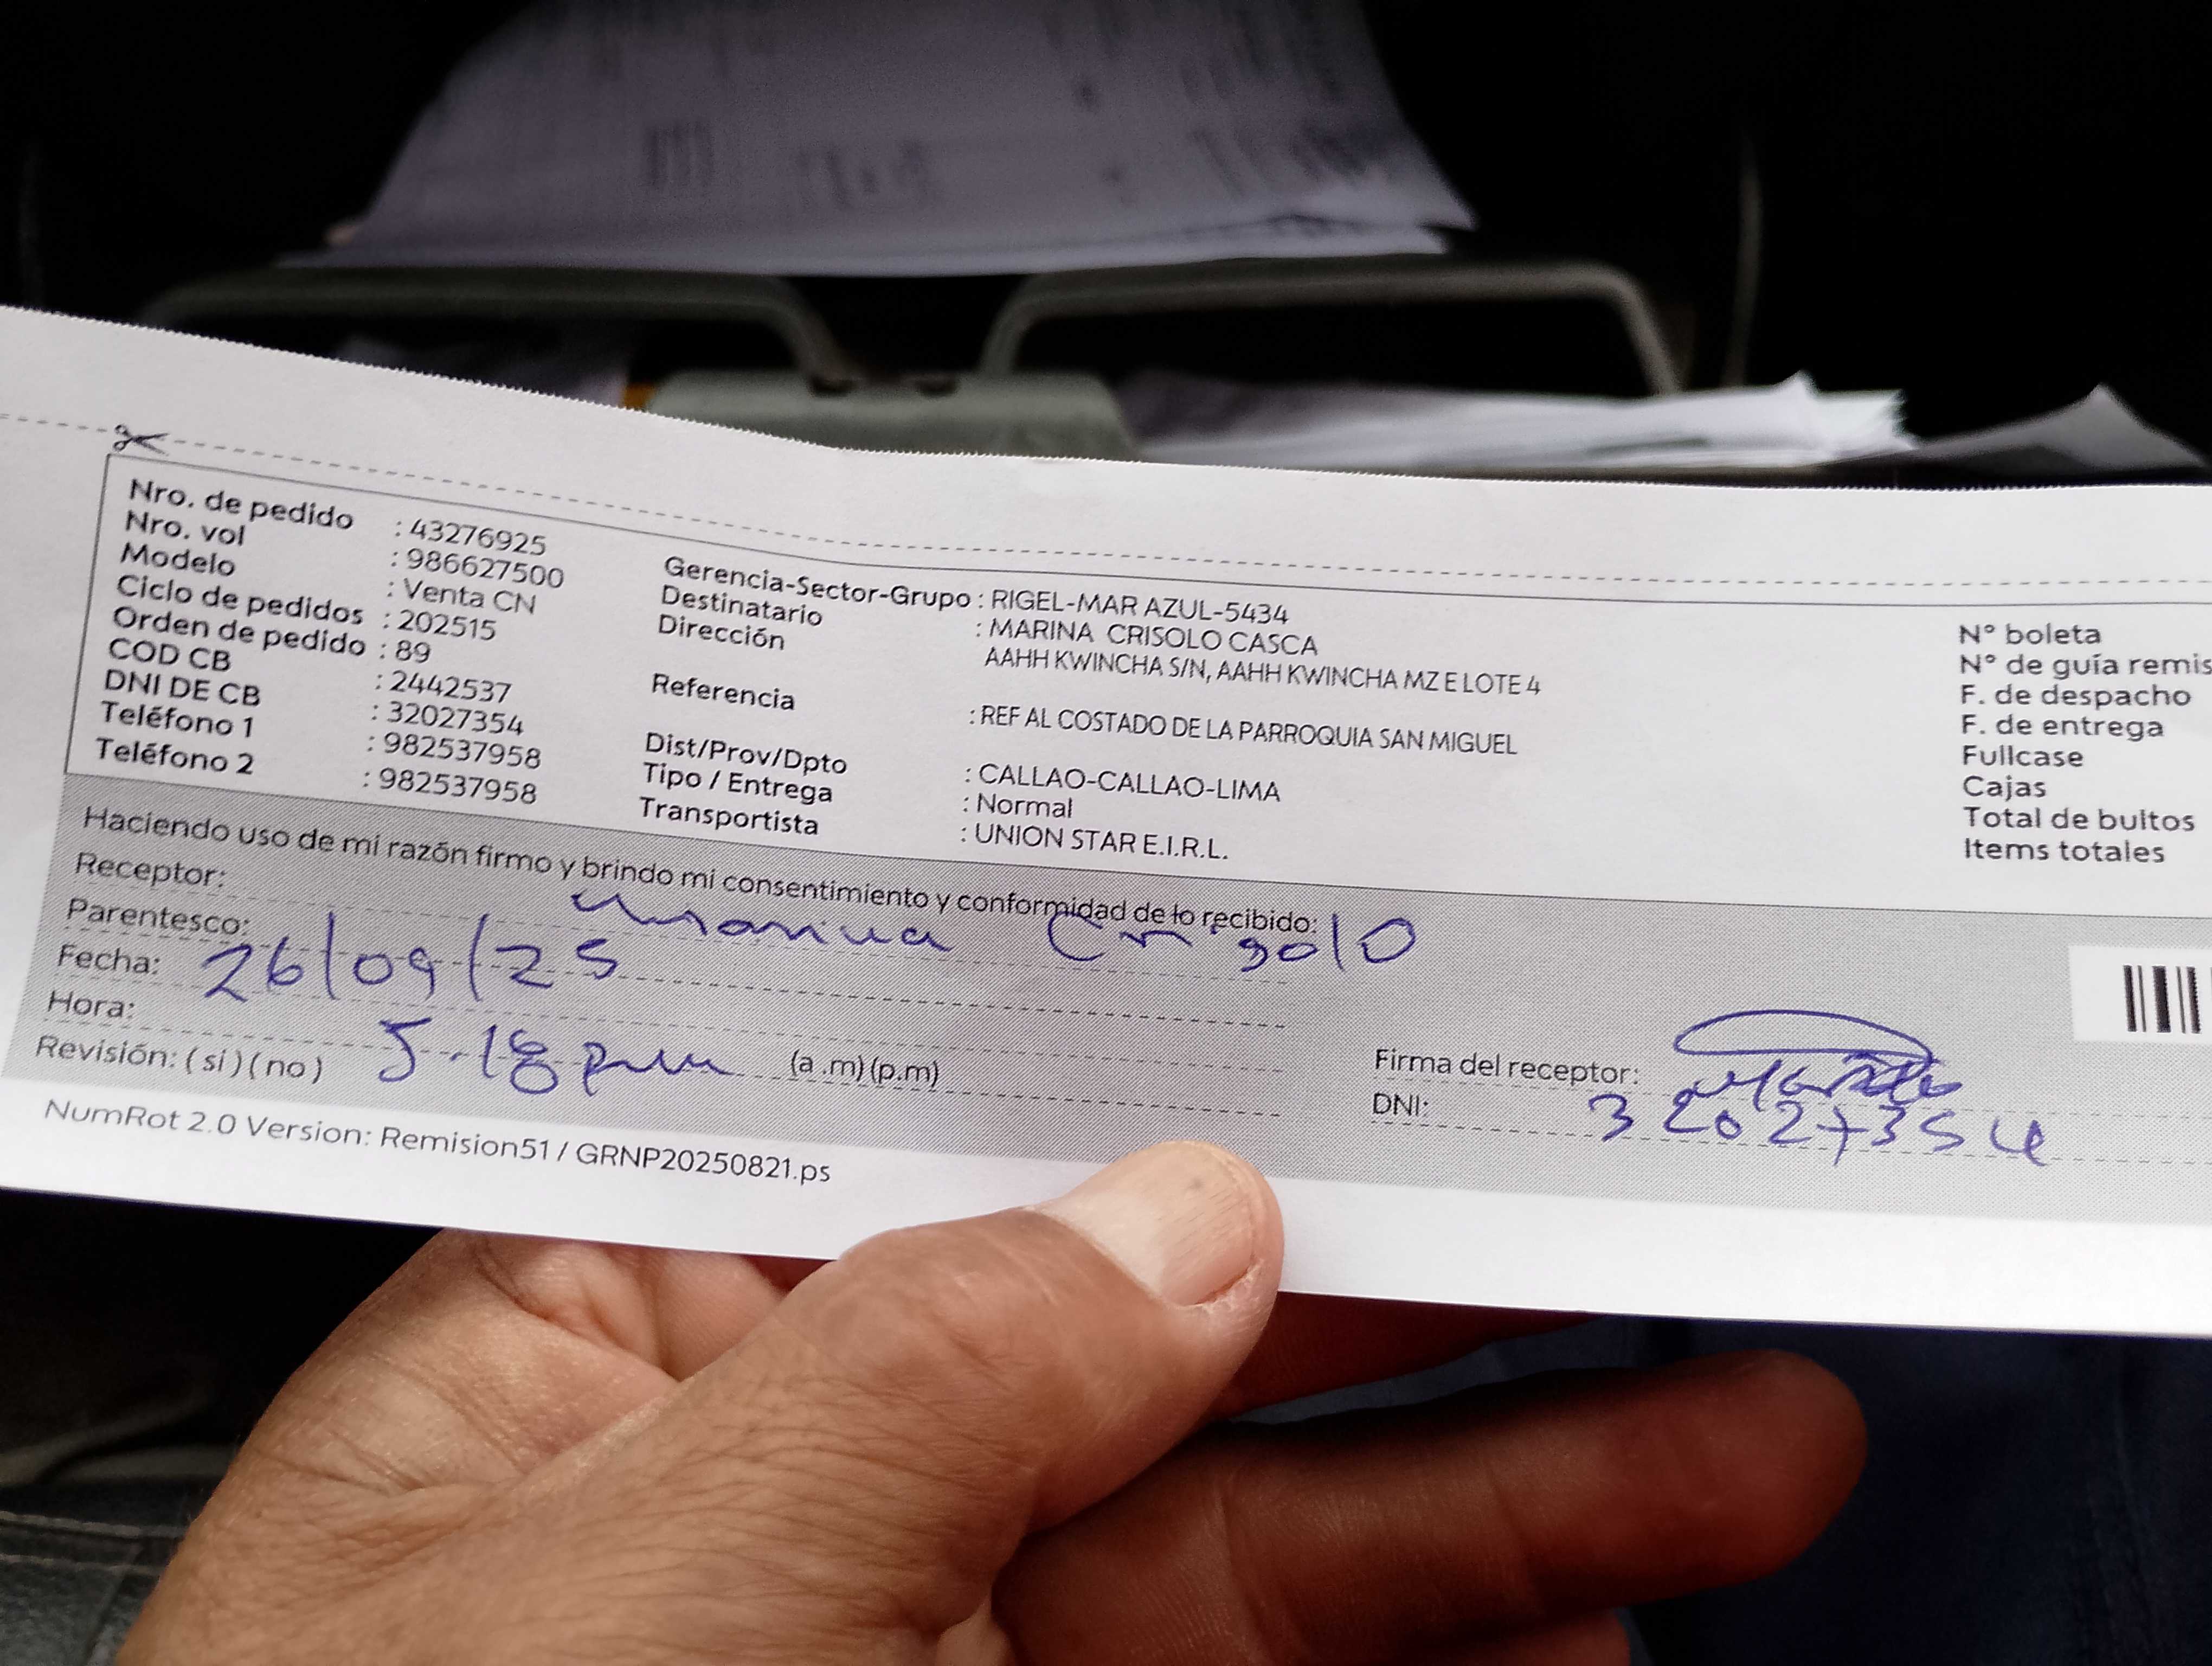 Nro. de pedido : 43276925
Nro. vol : 986627500
Modelo : Venta CN
Ciclo de pedidos : 202515
Orden de pedido : 89
COD CB : 2442537
DNI DE CB : 32027354
Teléfono 1 : 982537958
Teléfono 2 : 982537958
Gerencia-Sector-Grupo : RIGEL-MAR AZUL-5434
Destinatario : MARINA CRISOLO CASCA
Dirección AAHH KWINCHA S/N, AAHH KWINCHA MZ E LOTE 4
Referencia : REF AL COSTADO DE LA PARROQUIA SAN MIGUEL
Dist/Prov/Dpto : CALLAO-CALLAO-LIMA
Tipo / Entrega : Normal
Transportista : UNION STAR E.I.R.L.
N° boleta
N° de guía remis
F. de despacho
F. de entrega
Fullcase
Cajas
Total de bultos
Items totales
Haciendo uso de mi razón firmo y brindo mi consentimiento y conformidad de lo recibido:
Receptor: Marina Crisolo
Parentesco:
Fecha: 26/09/25
Hora: 5.18 pm (a.m)(p.m)
Revisión: (si)(no)
Firma del receptor:
DNI: 32027354
NumRot 2.0 Version: Remision51 / GRNP20250821.ps